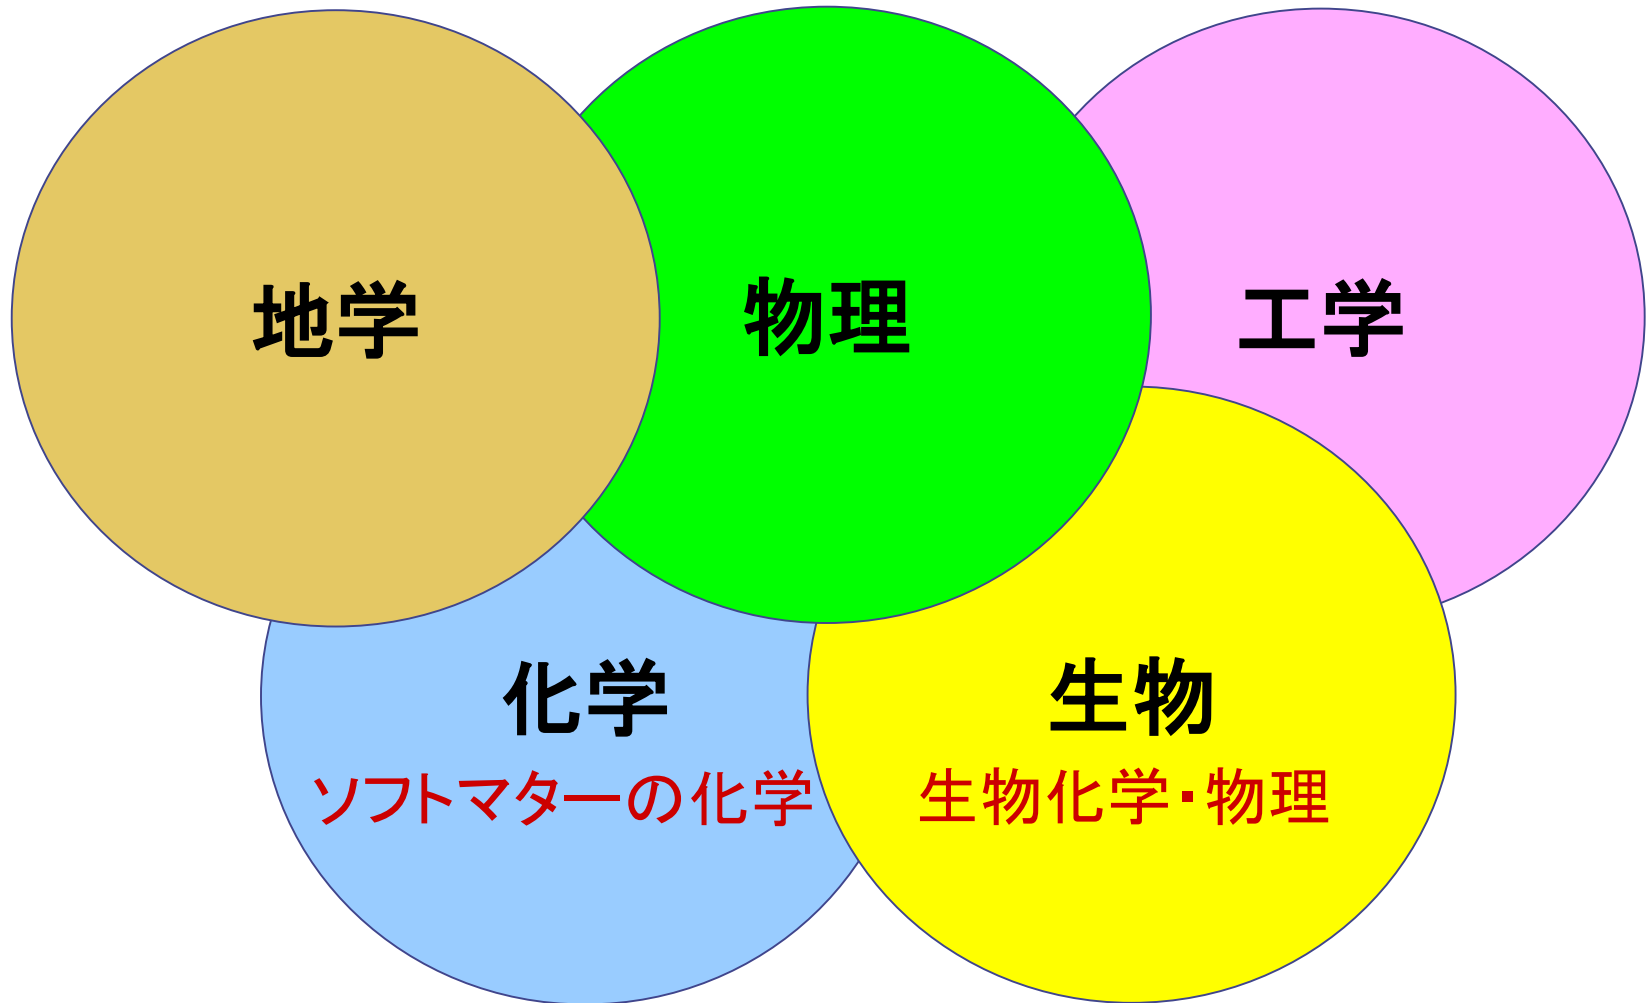 地学
物理
工学
化学
ソフトマターの化学
生物
生物化学・物理